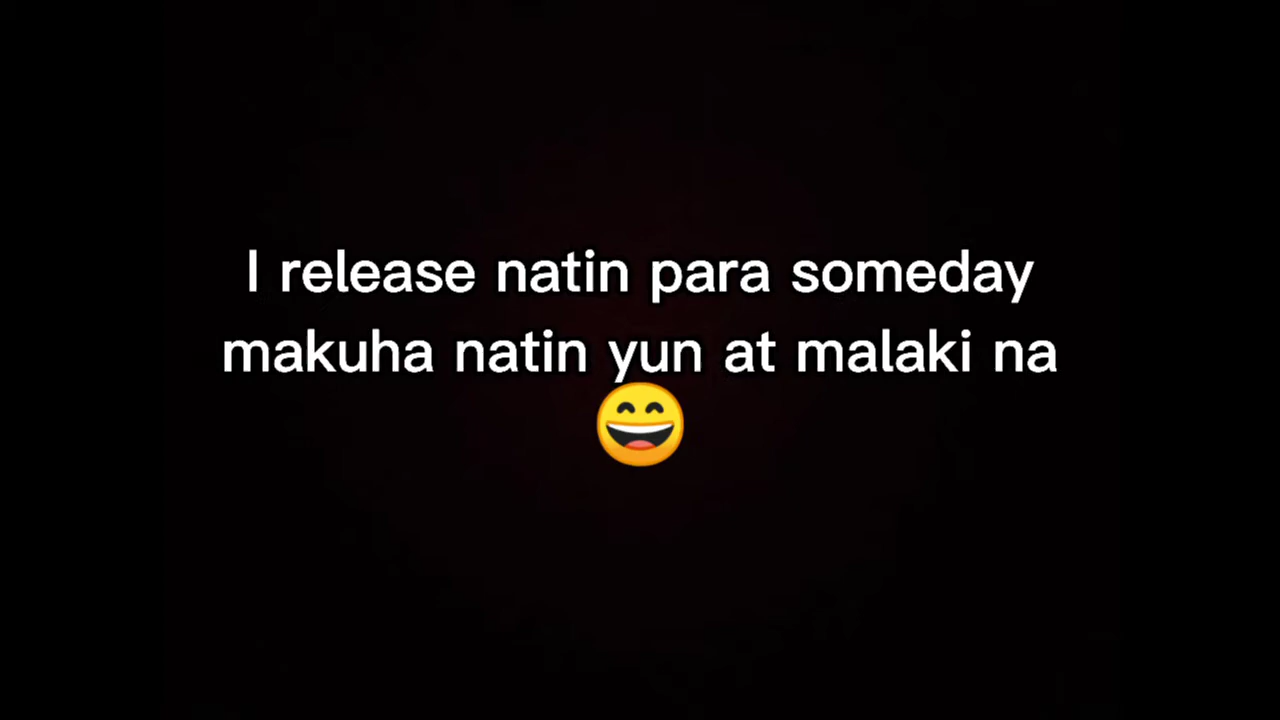 I release natin para someday
makuha natin yun at malaki na
😄